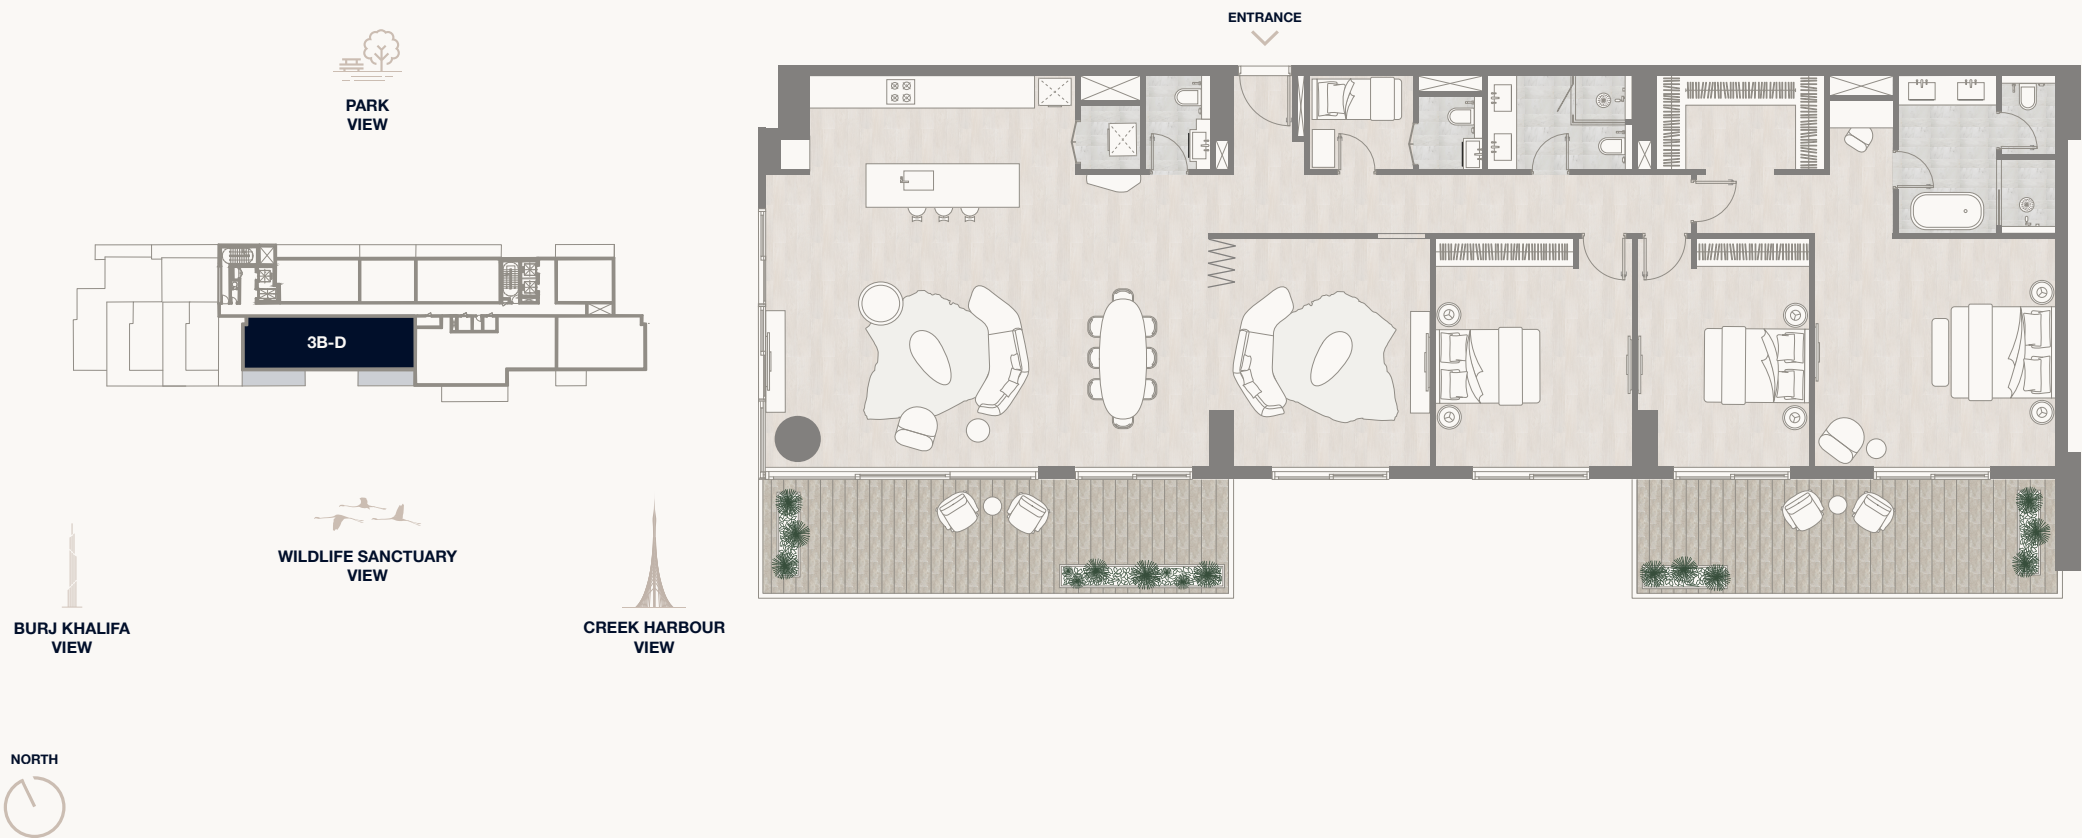 ENTRANCE
PARK
VIEW
3B-D
WILDLIFE SANCTUARY
VIEW
BURJ KHALIFA
VIEW
CREEK HARBOUR
VIEW
NORTH